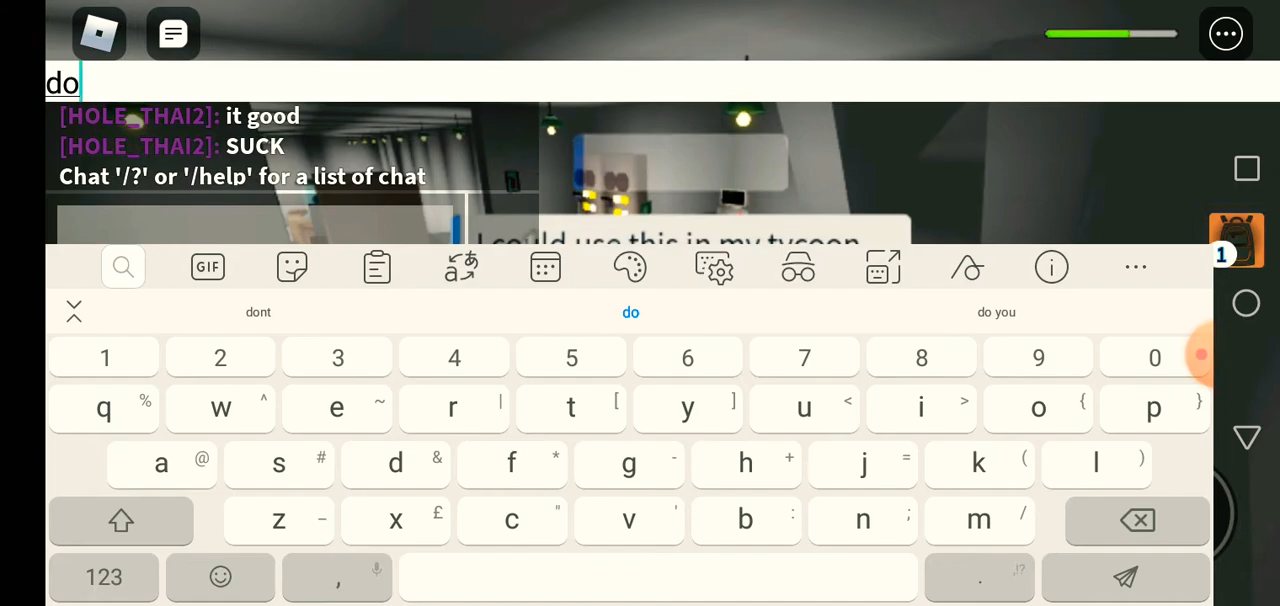 do
[HOLE_THAI2]: it good
[HOLE_THAI2]: SUCK
Chat '/?' or '/help' for a list of chat
I could use this in my tycoon
1
GIF
dont do do you
1 2 3 4 5 6 7 8 9 0
q % w ^ e ~ r | t [ y ] u < i > o { p }
a @ s # d & f * g - h + j = k ( l )
z _ x £ c " v ' b : n ; m /
123 , . ,!?